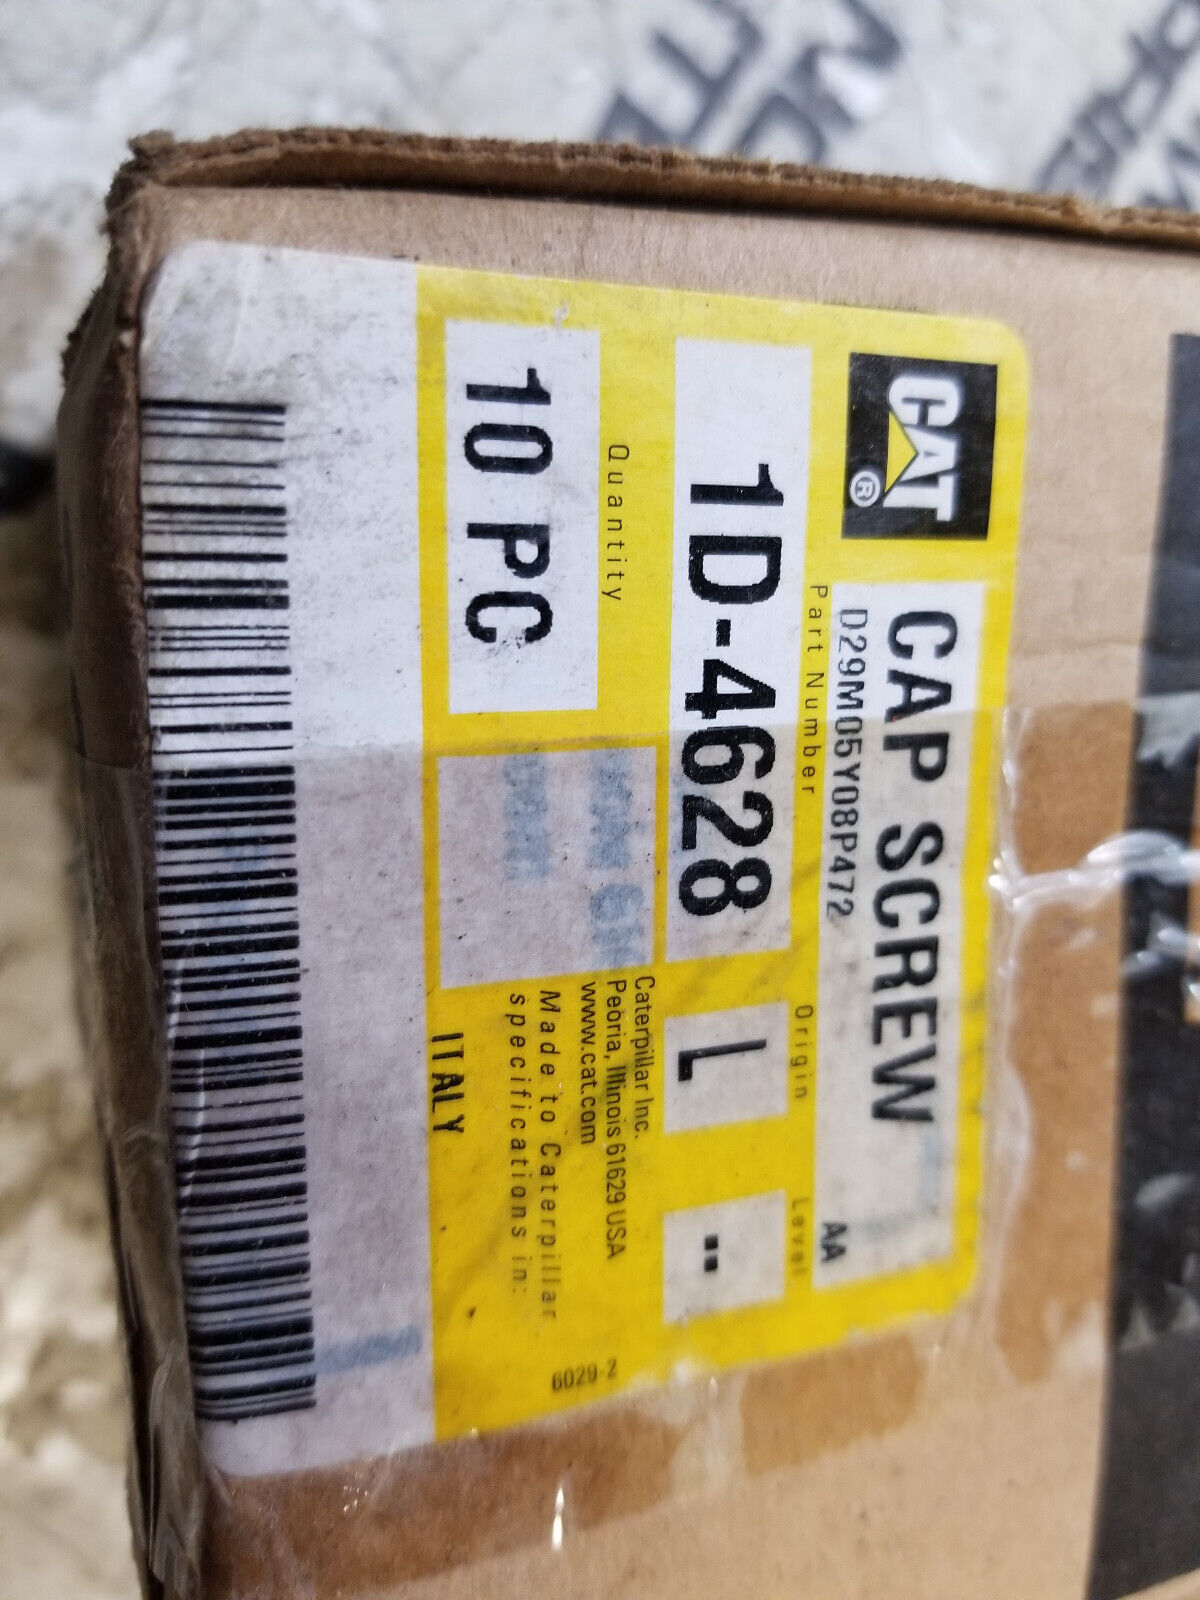 CAT®
CAP SCREW
D29M05Y08P472 AA
Part Number Origin Level
1D-4628 L --
Quantity
10 PC
Caterpillar Inc.
Peoria, Illinois 61629 USA
www.cat.com
Made to Caterpillar
specifications in:
ITALY
6029-2